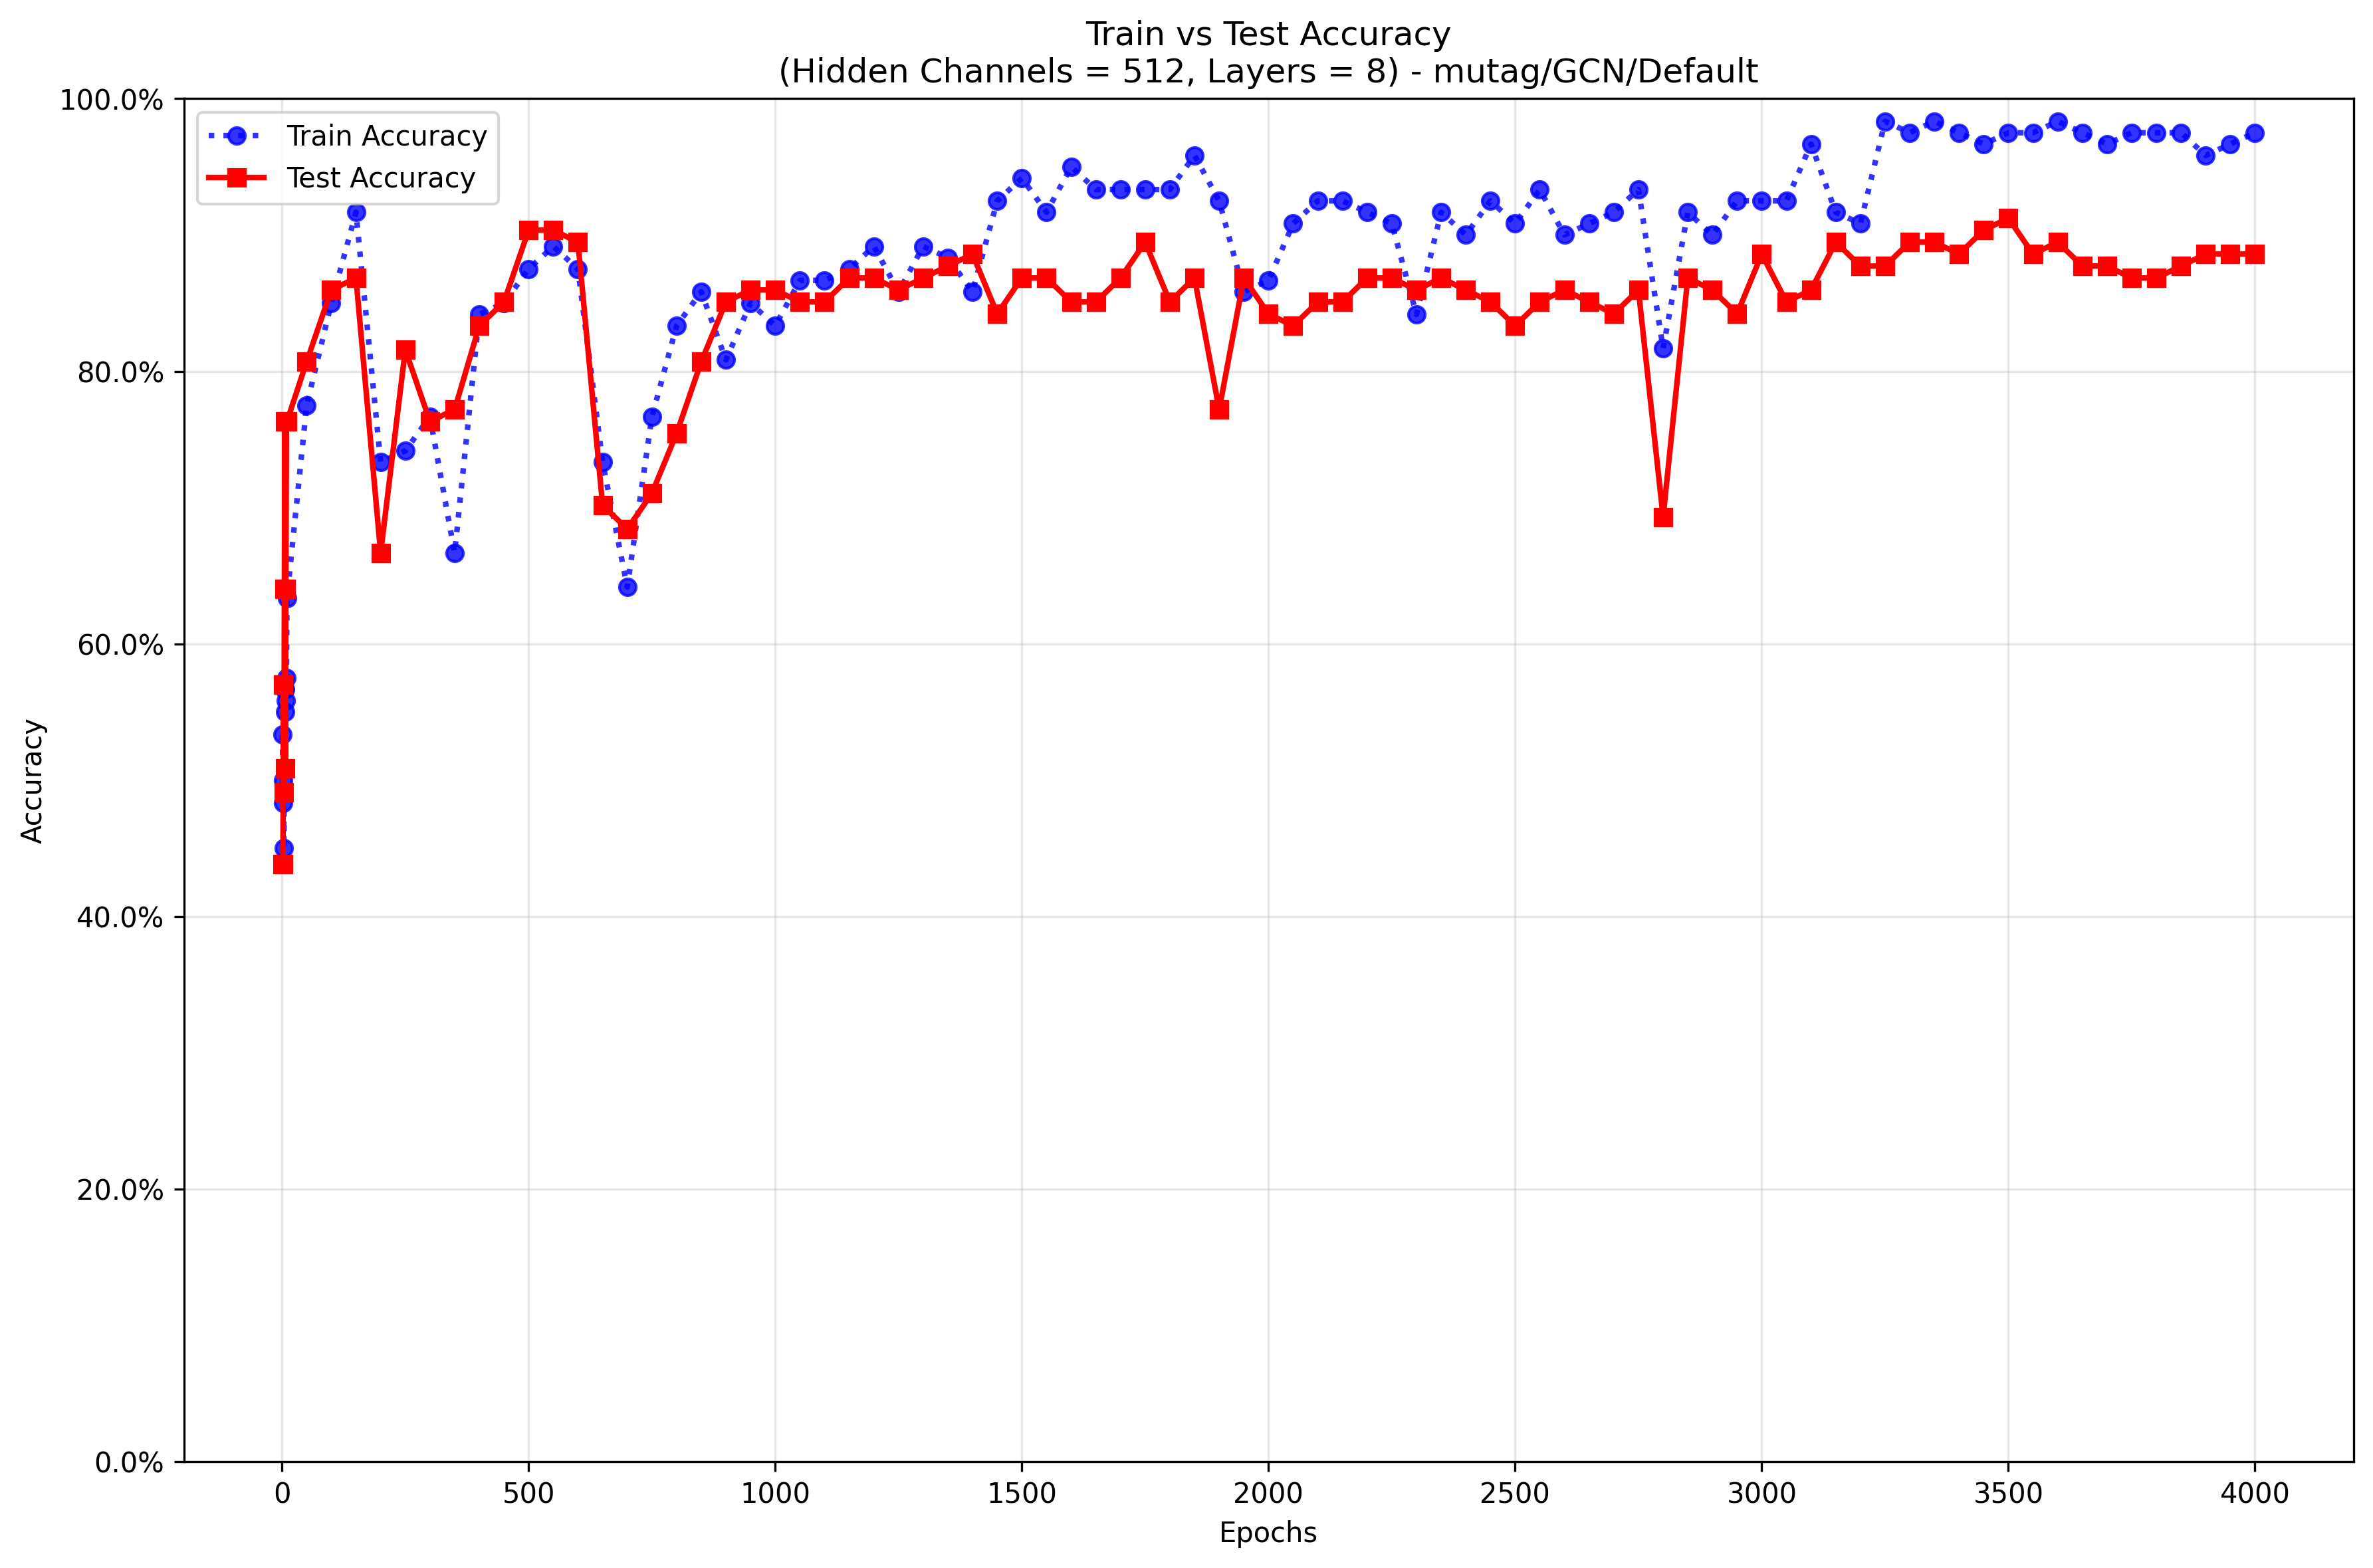 Train vs Test Accuracy
(Hidden Channels = 512, Layers = 8) - mutag/GCN/Default
Train Accuracy
Test Accuracy
100.0%
80.0%
60.0%
40.0%
20.0%
0.0%
Accuracy
0 500 1000 1500 2000 2500 3000 3500 4000
Epochs